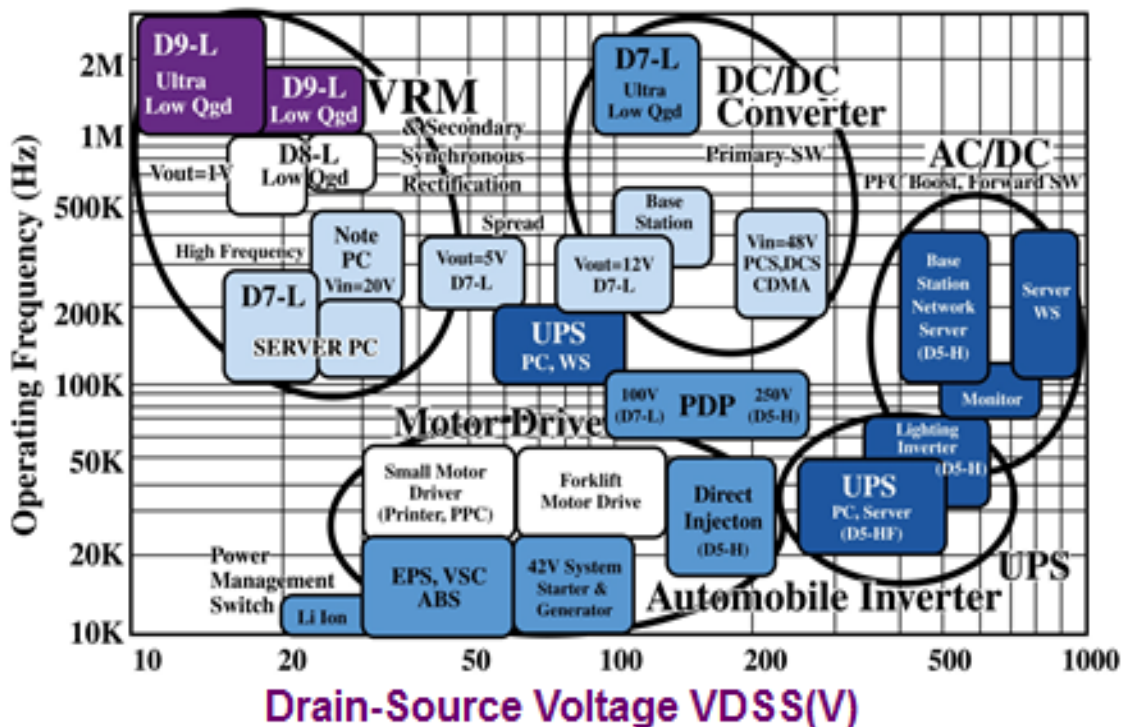 Operating Frequency (Hz)
2M
1M
500K
200K
100K
50K
20K
10K
D9-L
Ultra
Low Qgd
D9-L
Low Qgd
VRM
& Secondary
Synchronous
Rectification
D8-L
Low Qgd
Vout=1V
High Frequency
Note
PC
Vin=20V
D7-L
SERVER PC
Spread
Vout=5V
D7-L
D7-L
Ultra
Low Qgd
DC/DC
Converter
Primary SW
Base
Station
Vout=12V
D7-L
Vin=48V
PCS,DCS
CDMA
UPS
PC, WS
AC/DC
PFC Boost, Forward SW
Base
Station
Network
Server
(D5-H)
Server
WS
Monitor
100V
(D7-L)
PDP
250V
(D5-H)
Lighting
Inverter
(D5-H)
Motor Drive
Small Motor
Driver
(Printer, PPC)
Forklift
Motor Drive
Direct
Injecton
(D5-H)
UPS
PC, Server
(D5-HF)
UPS
Power
Management
Switch
Li Ion
EPS, VSC
ABS
42V System
Starter &
Generator
Automobile Inverter
10 20 50 100 200 500 1000
Drain-Source Voltage VDSS(V)